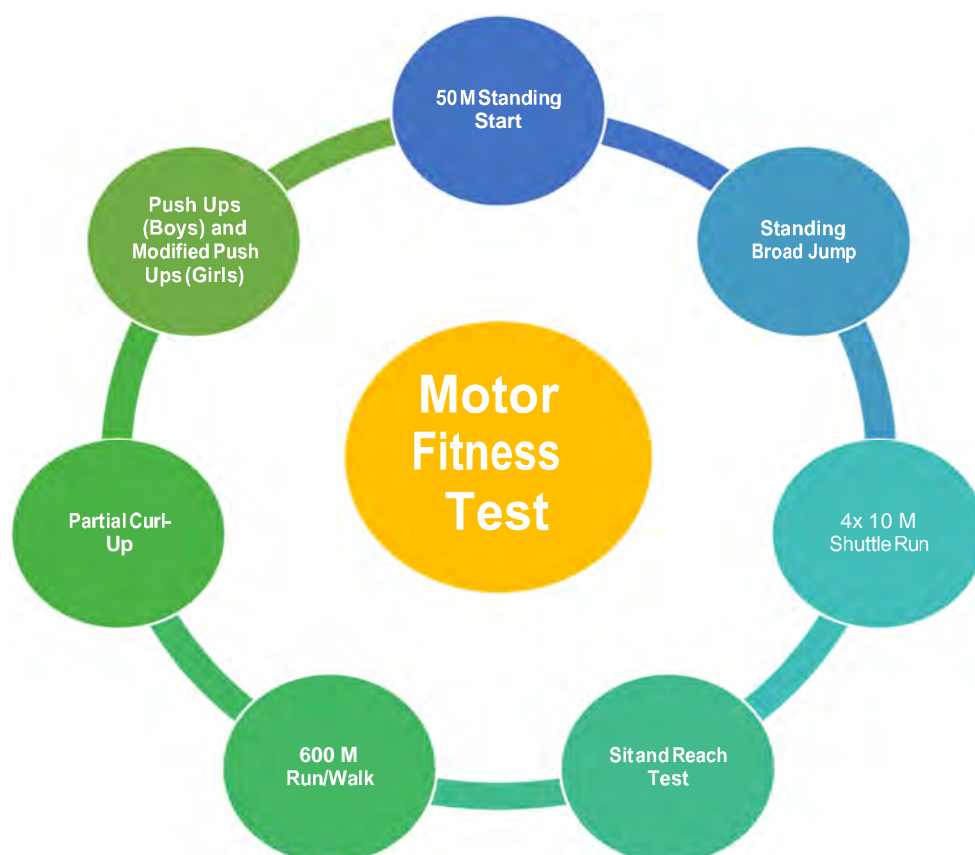 50 M Standing
Start
Standing
Broad Jump
4x 10 M
Shuttle Run
Sit and Reach
Test
600 M
Run/Walk
Partial Curl-
Up
Push Ups
(Boys) and
Modified Push
Ups (Girls)
Motor
Fitness
Test